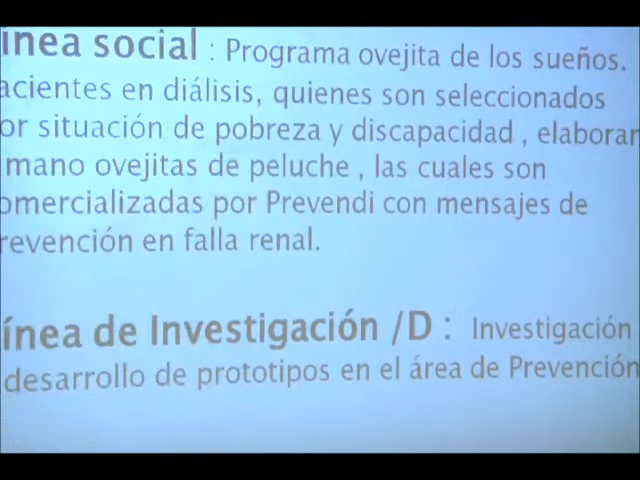 ínea social : Programa ovejita de los sueños.
acientes en diálisis, quienes son seleccionados
or situación de pobreza y discapacidad , elaboran
mano ovejitas de peluche , las cuales son
omercializadas por Prevendi con mensajes de
revención en falla renal.
ínea de Investigación /D : Investigación
desarrollo de prototipos en el área de Prevención